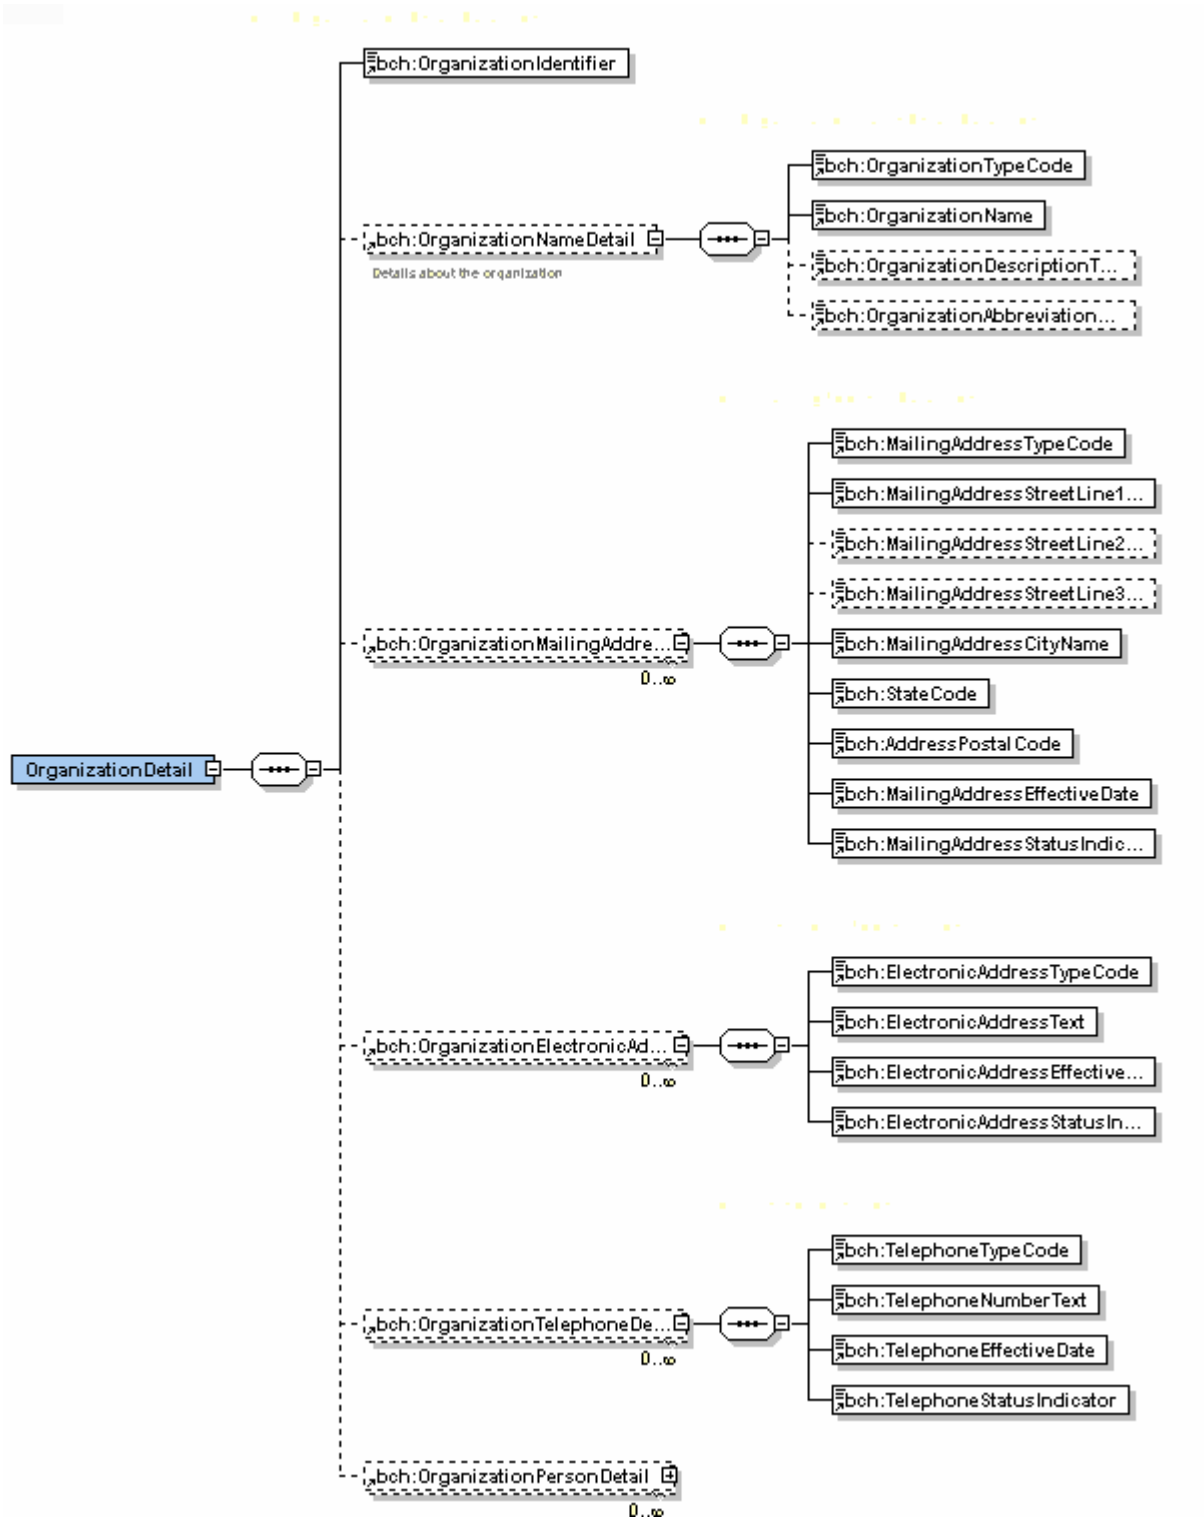 bch:OrganizationIdentifier
bch:OrganizationTypeCode
bch:OrganizationName
bch:OrganizationNameDetail
Details about the organization
bch:OrganizationDescriptionT...
bch:OrganizationAbbreviation...
bch:MailingAddressTypeCode
bch:MailingAddressStreetLine1...
bch:MailingAddressStreetLine2...
bch:MailingAddressStreetLine3...
bch:OrganizationMailingAddre...
0..∞
bch:MailingAddressCityName
bch:StateCode
bch:AddressPostalCode
OrganizationDetail
bch:MailingAddressEffectiveDate
bch:MailingAddressStatusIndic...
bch:ElectronicAddressTypeCode
bch:ElectronicAddressText
bch:OrganizationElectronicAd...
0..∞
bch:ElectronicAddressEffective...
bch:ElectronicAddressStatusIn...
bch:TelephoneTypeCode
bch:TelephoneNumberText
bch:OrganizationTelephoneDe...
0..∞
bch:TelephoneEffectiveDate
bch:TelephoneStatusIndicator
bch:OrganizationPersonDetail
0..∞